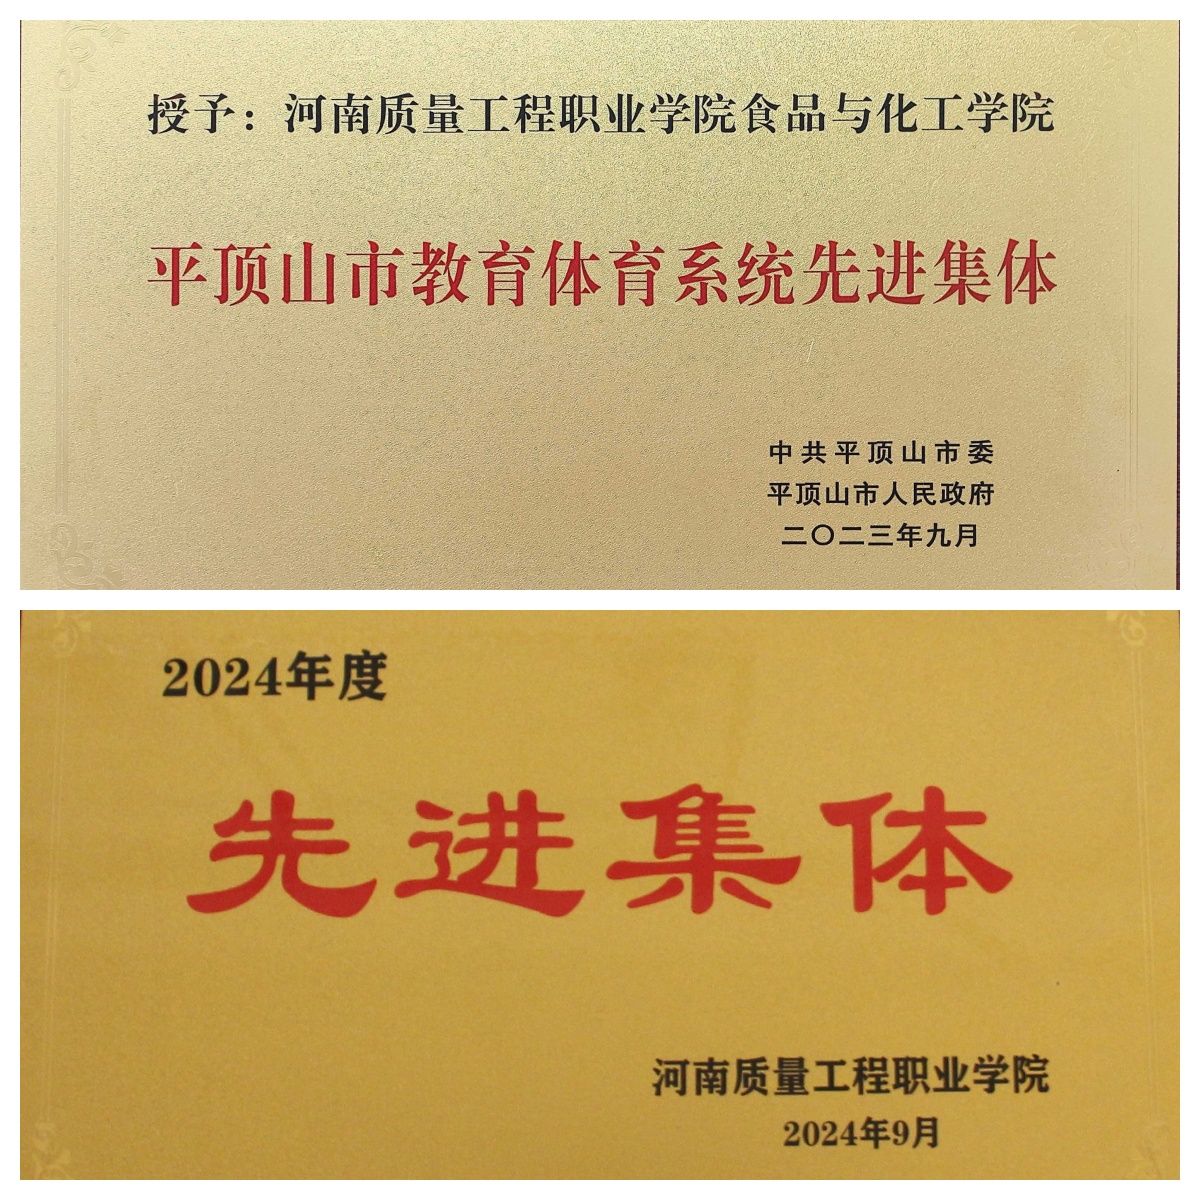 授予：河南质量工程职业学院食品与化工学院
平顶山市教育体育系统先进集体
中共平顶山市委
平顶山市人民政府
二〇二三年九月
2024年度
先进集体
河南质量工程职业学院
2024年9月